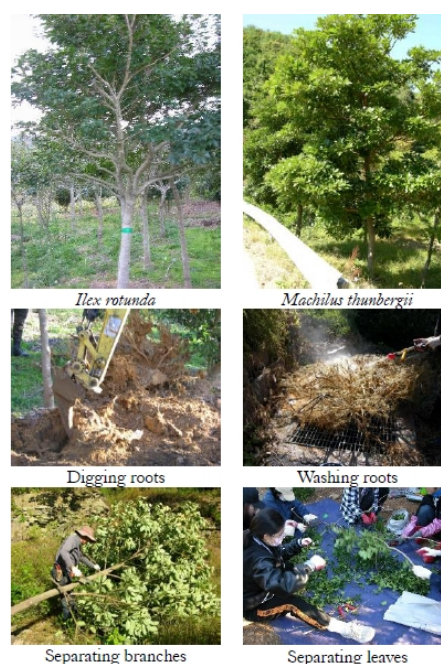 Ilex rotunda
Machilus thunbergii
Digging roots
Washing roots
Separating branches
Separating leaves